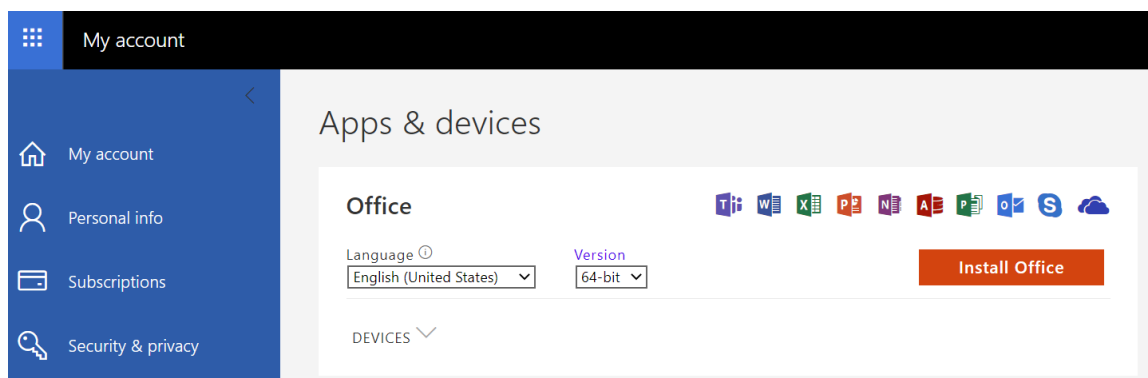 My account
My account
Personal info
Subscriptions
Security & privacy
Apps & devices
Office
Language
Version
English (United States)
64-bit
Install Office
DEVICES